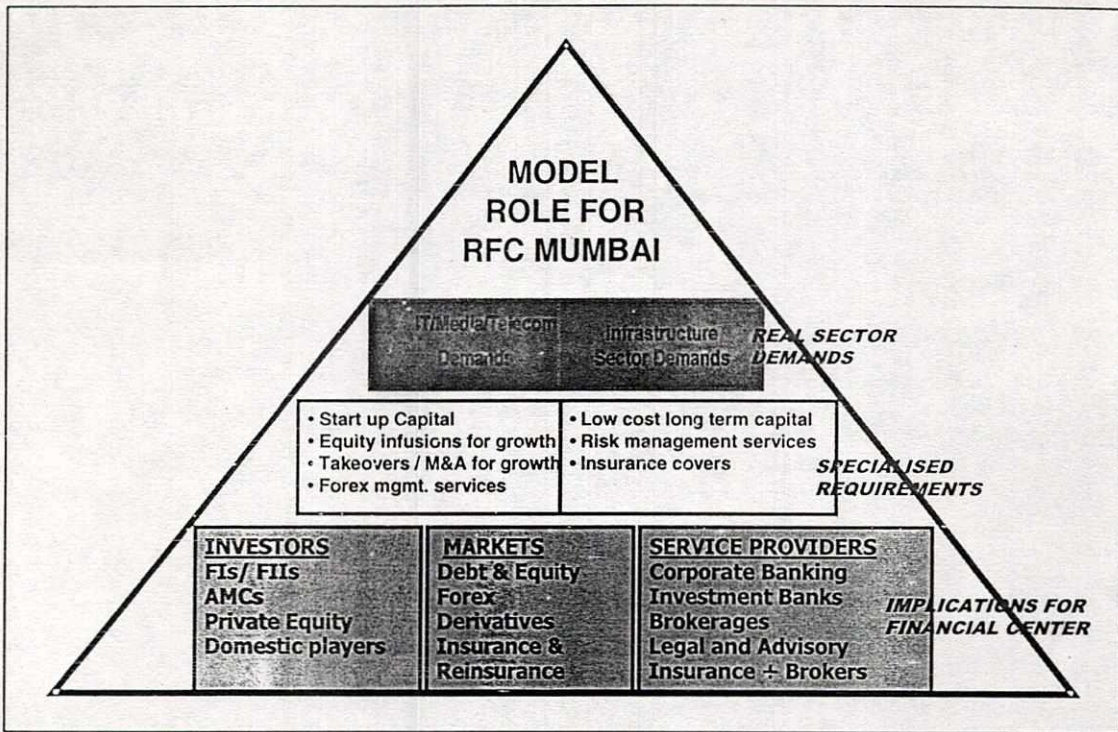 MODEL
ROLE FOR
RFC MUMBAI
IT/Media/Telecom
Demands
Infrastructure
Sector Demands
REAL SECTOR
DEMANDS
• Start up Capital
• Equity infusions for growth
• Takeovers / M&A for growth
• Forex mgmt. services
• Low cost long term capital
• Risk management services
• Insurance covers
SPECIALISED
REQUIREMENTS
INVESTORS
FIs/ FIIs
AMCs
Private Equity
Domestic players
MARKETS
Debt & Equity
Forex
Derivatives
Insurance &
Reinsurance
SERVICE PROVIDERS
Corporate Banking
Investment Banks
Brokerages
Legal and Advisory
Insurance + Brokers
IMPLICATIONS FOR
FINANCIAL CENTER